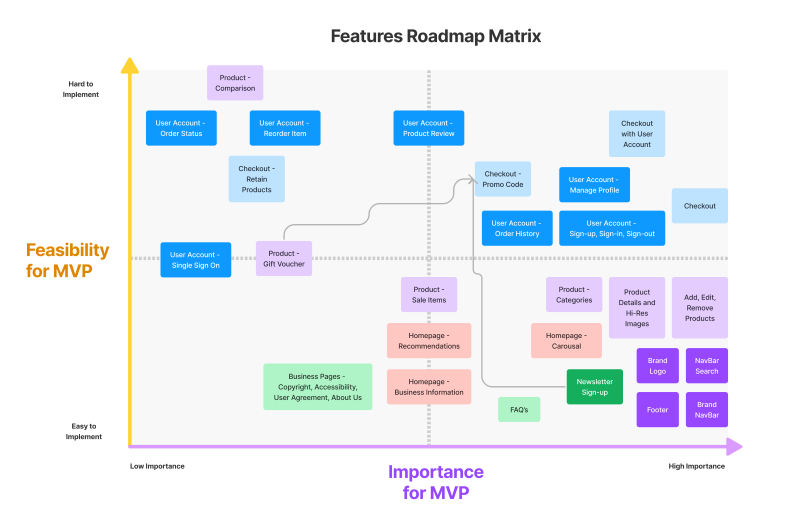 Features Roadmap Matrix
Hard to
Implement
Product -
Comparison
User Account -
Order Status
User Account -
Reorder Item
User Account -
Product Review
Checkout
with User
Account
Checkout -
Retain
Products
Checkout -
Promo Code
User Account -
Manage Profile
Checkout
User Account -
Order History
User Account -
Sign-up, Sign-in, Sign-out
Feasibility
for MVP
User Account -
Single Sign On
Product -
Gift Voucher
Product -
Sale Items
Product -
Categories
Product
Details and
Hi-Res
Images
Add, Edit,
Remove
Products
Homepage -
Recommendations
Homepage -
Carousal
Brand
Logo
NavBar
Search
Business Pages -
Copyright, Accessibility,
User Agreement, About Us
Homepage -
Business Information
Newsletter
Sign-up
FAQ's
Footer
Brand
NavBar
Easy to
Implement
Low Importance
Importance
for MVP
High Importance